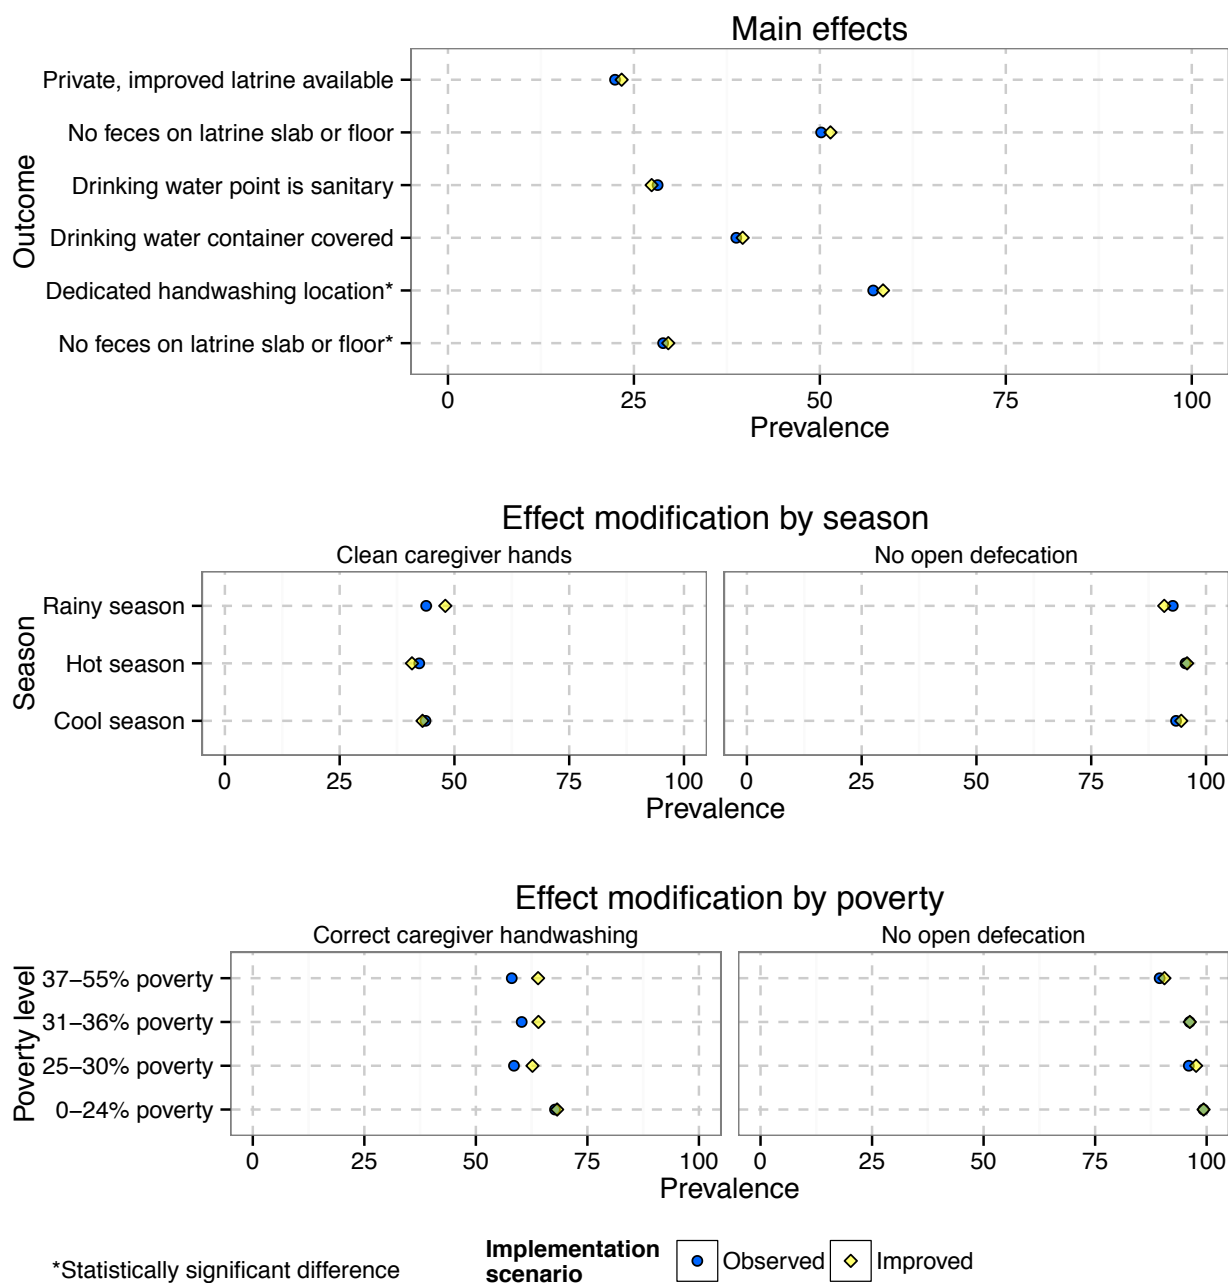 Main effects
Outcome
Private, improved latrine available
No feces on latrine slab or floor
Drinking water point is sanitary
Drinking water container covered
Dedicated handwashing location*
No feces on latrine slab or floor*
0 25 50 75 100
Prevalence
Effect modification by season
Clean caregiver hands No open defecation
Season
Rainy season
Hot season
Cool season
0 25 50 75 100 0 25 50 75 100
Prevalence
Effect modification by poverty
Correct caregiver handwashing No open defecation
Poverty level
37–55% poverty
31–36% poverty
25–30% poverty
0–24% poverty
0 25 50 75 100 0 25 50 75 100
Prevalence
*Statistically significant difference
Implementation
scenario
Observed Improved